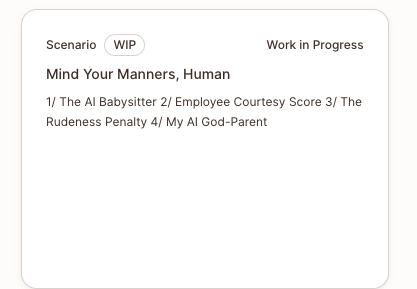 Scenario WIP Work in Progress
Mind Your Manners, Human
1/ The AI Babysitter 2/ Employee Courtesy Score 3/ The
Rudeness Penalty 4/ My AI God-Parent